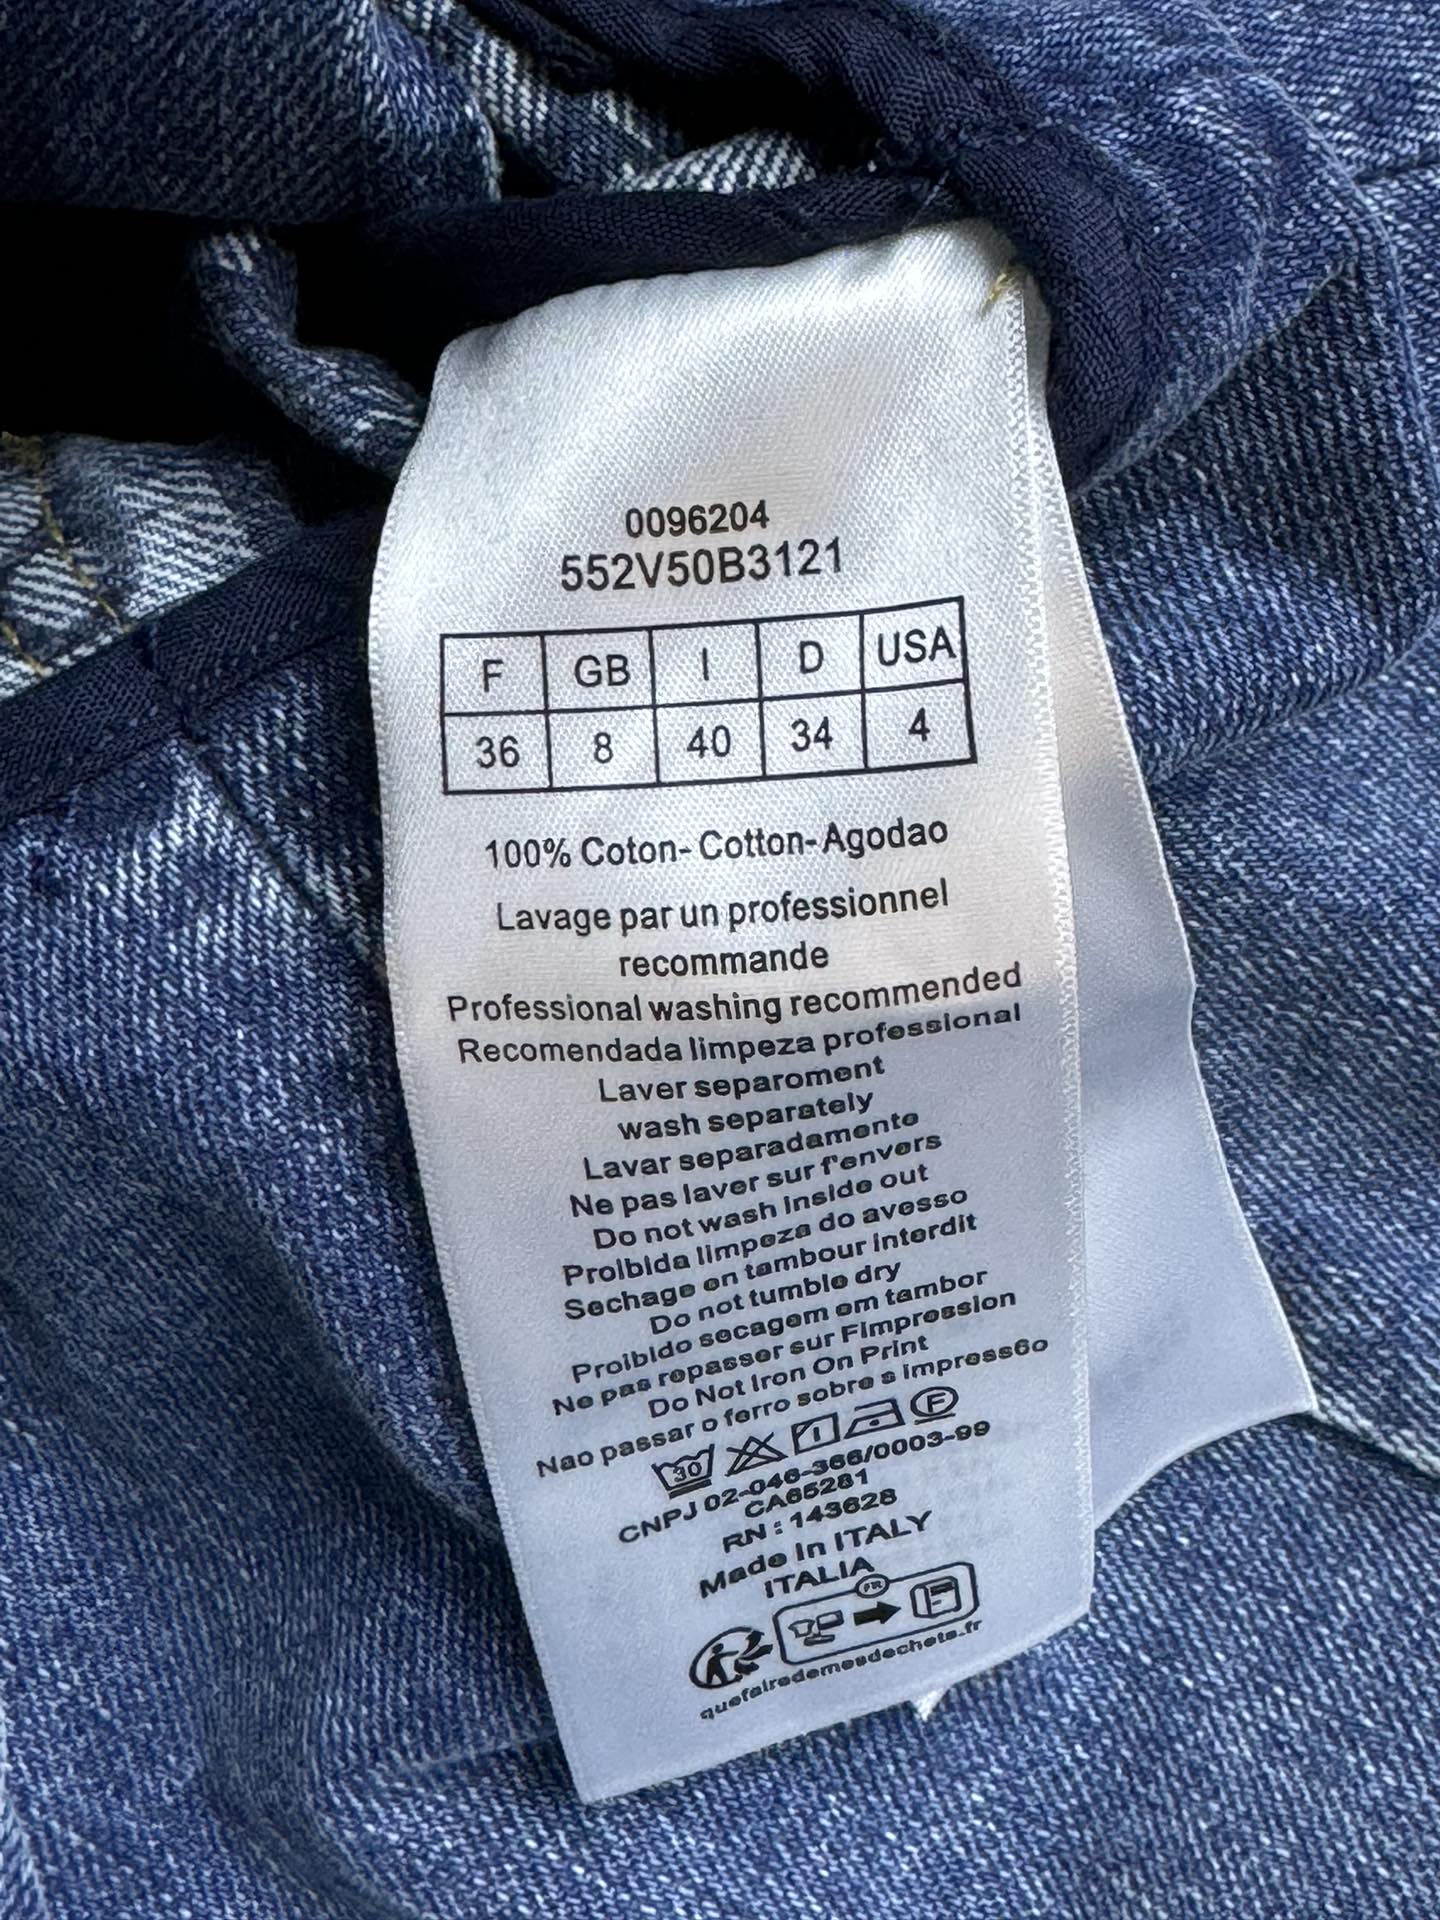 0096204
552V50B3121
F GB I D USA
36 8 40 34 4
100% Coton-Cotton-Agodao
Lavage par un professionnel
recommande
Professional washing recommended
Recomendada limpeza professional
Laver separoment
wash separately
Lavar separadamento
Ne pas laver sur f'envers
Do not wash inside out
Prolbida limpeza do avesso
Sechage en tambour interdit
Do not tumble dry
Proibido secagem em tambor
Ne pas repasser sur Fimpression
Do Not Iron On Print
Nao passar o ferro sobre s impress6o
30 F
CNPJ 02-046-366/0003-99
CA65281
RN : 143628
Made In ITALY
ITALIA
FR
quefairedemesdechets.fr